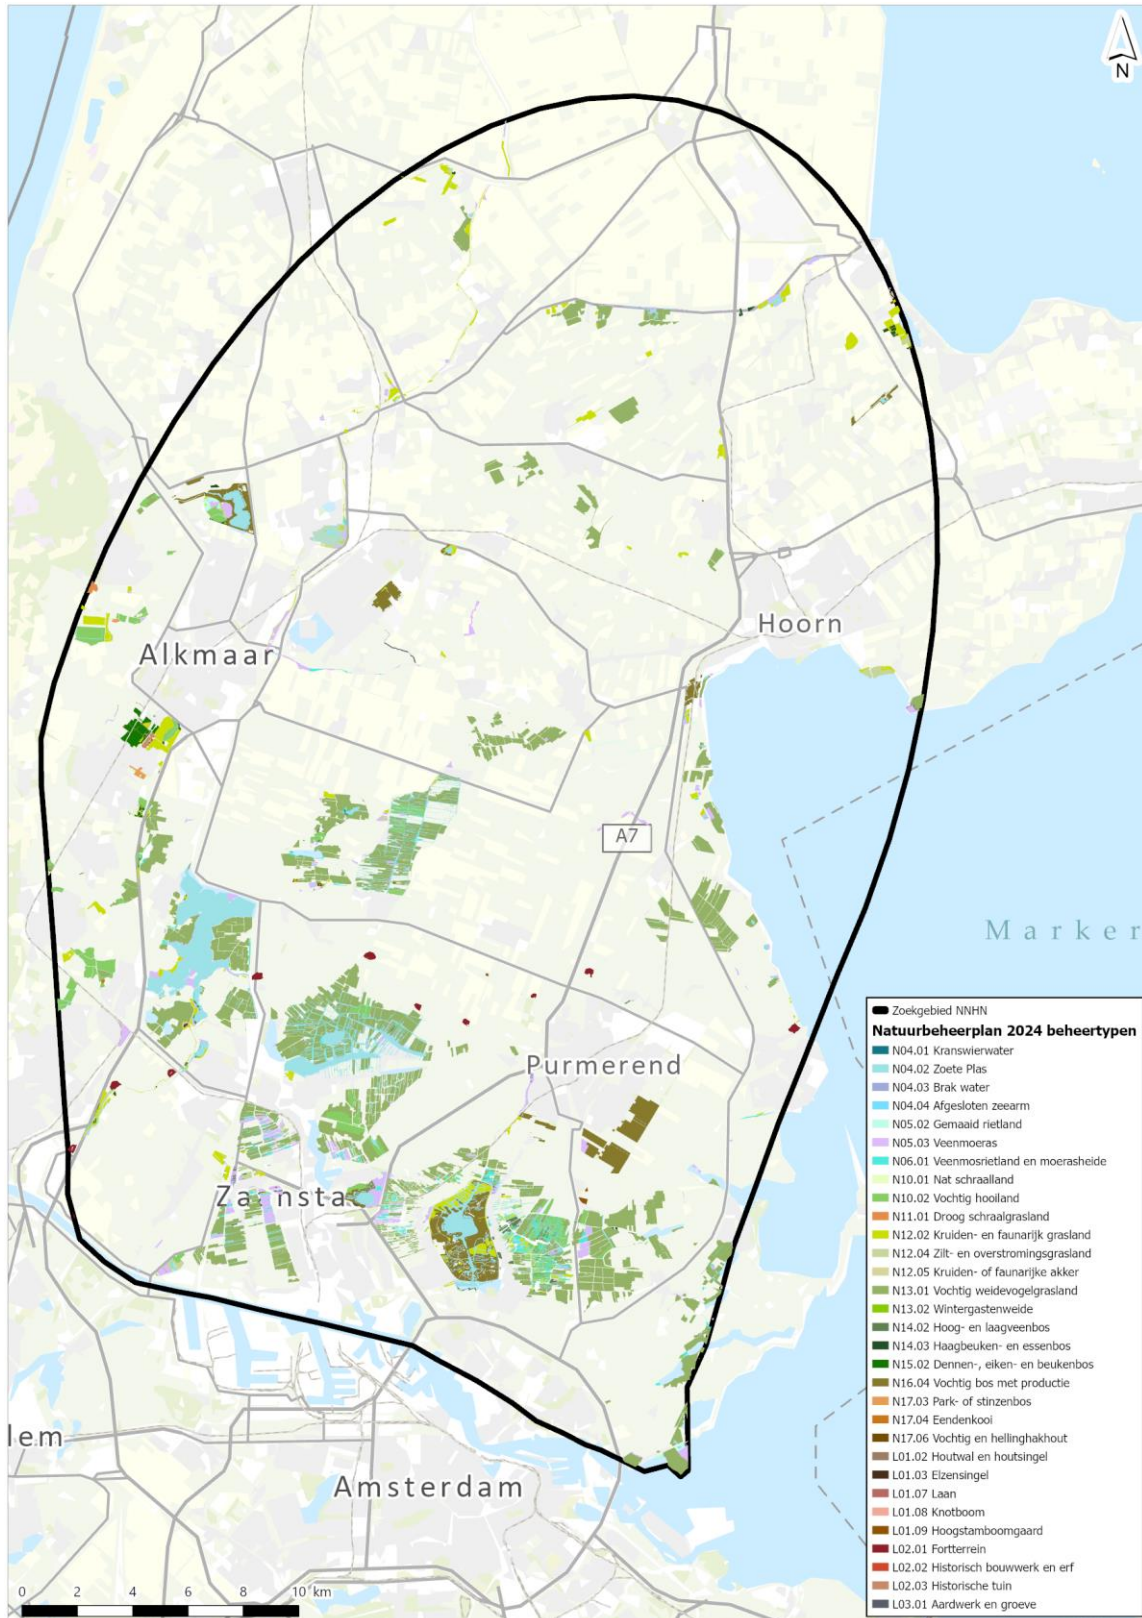 N
Hoorn
Alkmaar
A7
Marker
Purmerend
Zaanstad
lem
Amsterdam
0 2 4 6 8 10 km
Zoekgebied NNHN
Natuurbeheerplan 2024 beheertypen
N04.01 Kranswierwater
N04.02 Zoete Plas
N04.03 Brak water
N04.04 Afgesloten zeearm
N05.02 Gemaaid rietland
N05.03 Veenmoeras
N06.01 Veenmosrietland en moerasheide
N10.01 Nat schraalland
N10.02 Vochtig hooiland
N11.01 Droog schraalgrasland
N12.02 Kruiden- en faunarijk grasland
N12.04 Zilt- en overstromingsgrasland
N12.05 Kruiden- of faunarijke akker
N13.01 Vochtig weidevogelgrasland
N13.02 Wintergastenweide
N14.02 Hoog- en laagveenbos
N14.03 Haagbeuken- en essenbos
N15.02 Dennen-, eiken- en beukenbos
N16.04 Vochtig bos met productie
N17.03 Park- of stinzenbos
N17.04 Eendenkooi
N17.06 Vochtig en hellinghakhout
L01.02 Houtwal en houtsingel
L01.03 Elzensingel
L01.07 Laan
L01.08 Knotboom
L01.09 Hoogstamboomgaard
L02.01 Fortterrein
L02.02 Historisch bouwwerk en erf
L02.03 Historische tuin
L03.01 Aardwerk en groeve